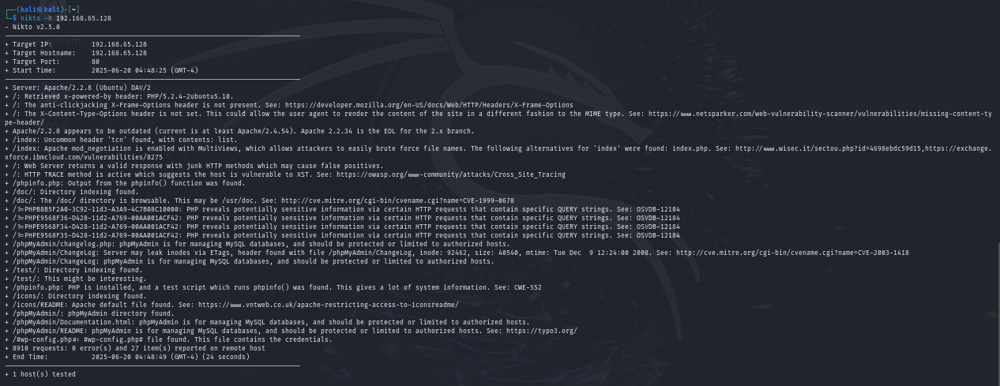 ┌──(kali㉿kali)-[~]
└─$ nikto -h 192.168.65.128
- Nikto v2.5.0
---------------------------------------------------------------------------
+ Target IP:          192.168.65.128
+ Target Hostname:    192.168.65.128
+ Target Port:        80
+ Start Time:         2025-06-20 04:48:25 (GMT-4)
---------------------------------------------------------------------------
+ Server: Apache/2.2.8 (Ubuntu) DAV/2
+ /: Retrieved x-powered-by header: PHP/5.2.4-2ubuntu5.10.
+ /: The anti-clickjacking X-Frame-Options header is not present. See: https://developer.mozilla.org/en-US/docs/Web/HTTP/Headers/X-Frame-Options
+ /: The X-Content-Type-Options header is not set. This could allow the user agent to render the content of the site in a different fashion to the MIME type. See: https://www.netsparker.com/web-vulnerability-scanner/vulnerabilities/missing-content-ty
pe-header/
+ Apache/2.2.8 appears to be outdated (current is at least Apache/2.4.54). Apache 2.2.34 is the EOL for the 2.x branch.
+ /index: Uncommon header 'tcn' found, with contents: list.
+ /index: Apache mod_negotiation is enabled with MultiViews, which allows attackers to easily brute force file names. The following alternatives for 'index' were found: index.php. See: http://www.wisec.it/sectou.php?id=4698ebdc59d15,https://exchange.
xforce.ibmcloud.com/vulnerabilities/8275
+ /: Web Server returns a valid response with junk HTTP methods which may cause false positives.
+ /: HTTP TRACE method is active which suggests the host is vulnerable to XST. See: https://owasp.org/www-community/attacks/Cross_Site_Tracing
+ /phpinfo.php: Output from the phpinfo() function was found.
+ /doc/: Directory indexing found.
+ /doc/: The /doc/ directory is browsable. This may be /usr/doc. See: http://cve.mitre.org/cgi-bin/cvename.cgi?name=CVE-1999-0678
+ /?=PHPB8B5F2A0-3C92-11d3-A3A9-4C7B08C10000: PHP reveals potentially sensitive information via certain HTTP requests that contain specific QUERY strings. See: OSVDB-12184
+ /?=PHPE9568F36-D428-11d2-A769-00AA001ACF42: PHP reveals potentially sensitive information via certain HTTP requests that contain specific QUERY strings. See: OSVDB-12184
+ /?=PHPE9568F34-D428-11d2-A769-00AA001ACF42: PHP reveals potentially sensitive information via certain HTTP requests that contain specific QUERY strings. See: OSVDB-12184
+ /?=PHPE9568F35-D428-11d2-A769-00AA001ACF42: PHP reveals potentially sensitive information via certain HTTP requests that contain specific QUERY strings. See: OSVDB-12184
+ /phpMyAdmin/changelog.php: phpMyAdmin is for managing MySQL databases, and should be protected or limited to authorized hosts.
+ /phpMyAdmin/ChangeLog: Server may leak inodes via ETags, header found with file /phpMyAdmin/ChangeLog, inode: 92462, size: 40540, mtime: Tue Dec  9 12:24:00 2008. See: http://cve.mitre.org/cgi-bin/cvename.cgi?name=CVE-2003-1418
+ /phpMyAdmin/ChangeLog: phpMyAdmin is for managing MySQL databases, and should be protected or limited to authorized hosts.
+ /test/: Directory indexing found.
+ /test/: This might be interesting.
+ /phpinfo.php: PHP is installed, and a test script which runs phpinfo() was found. This gives a lot of system information. See: CWE-552
+ /icons/: Directory indexing found.
+ /icons/README: Apache default file found. See: https://www.vntweb.co.uk/apache-restricting-access-to-iconsreadme/
+ /phpMyAdmin/: phpMyAdmin directory found.
+ /phpMyAdmin/Documentation.html: phpMyAdmin is for managing MySQL databases, and should be protected or limited to authorized hosts.
+ /phpMyAdmin/README: phpMyAdmin is for managing MySQL databases, and should be protected or limited to authorized hosts. See: https://typo3.org/
+ /#wp-config.php#: #wp-config.php# file found. This file contains the credentials.
+ 8910 requests: 0 error(s) and 27 item(s) reported on remote host
+ End Time:           2025-06-20 04:48:49 (GMT-4) (24 seconds)
---------------------------------------------------------------------------
+ 1 host(s) tested